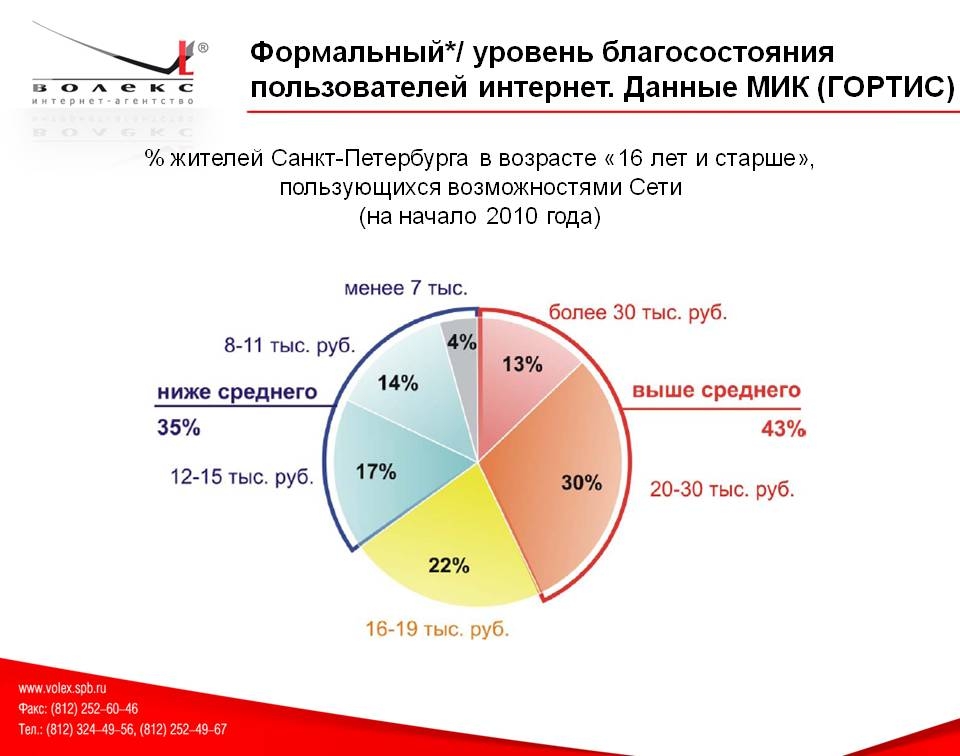 ВОЛЕКС®
интернет-агентство
Формальный*/ уровень благосостояния
пользователей интернет. Данные МИК (ГОРТИС)
% жителей Санкт-Петербурга в возрасте «16 лет и старше»,
пользующихся возможностями Сети
(на начало 2010 года)
менее 7 тыс.
более 30 тыс. руб.
8-11 тыс. руб.
4%
13%
14%
ниже среднего
35%
выше среднего
43%
12-15 тыс. руб.
17%
30%
20-30 тыс. руб.
22%
16-19 тыс. руб.
www.volex.spb.ru
Факс: (812) 252–60–46
Тел.: (812) 324–49–56, (812) 252–49–67